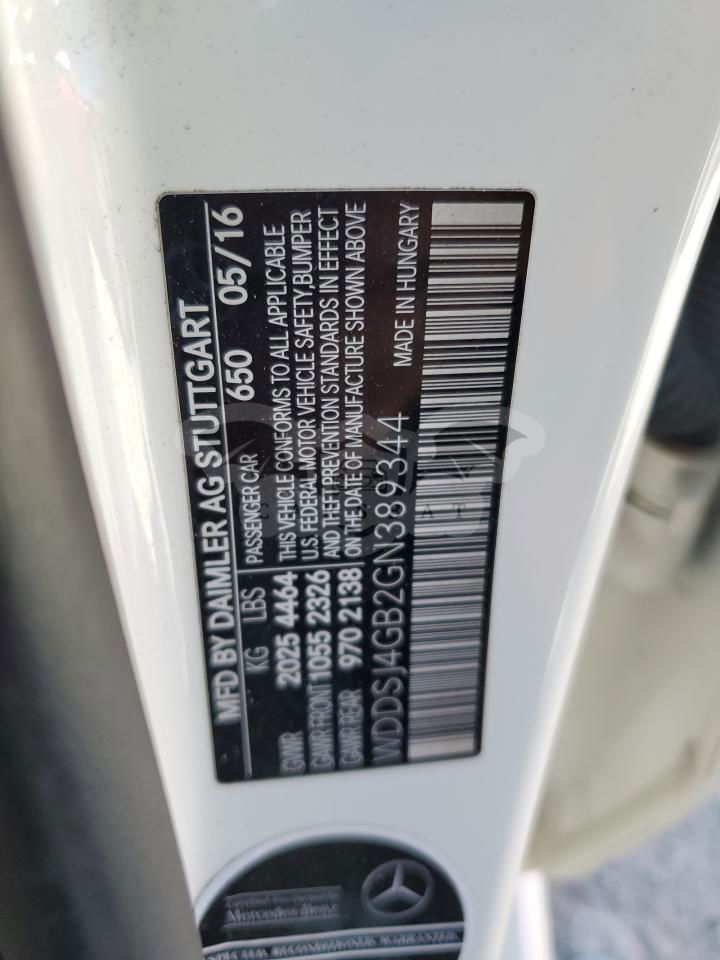 MFD BY DAIMLER AG STUTTGART
KG LBS PASSENGER CAR 650 05/16
GVWR 2025 4464 THIS VEHICLE CONFORMS TO ALL APPLICABLE
GAWR FRONT 1055 2326 U.S. FEDERAL MOTOR VEHICLE SAFETY,BUMPER
GAWR REAR 970 2138 AND THEFT PREVENTION STANDARDS IN EFFECT
ON THE DATE OF MANUFACTURE SHOWN ABOVE
WDDSJ4GB2GN389344 MADE IN HUNGARY
Mercedes-Benz